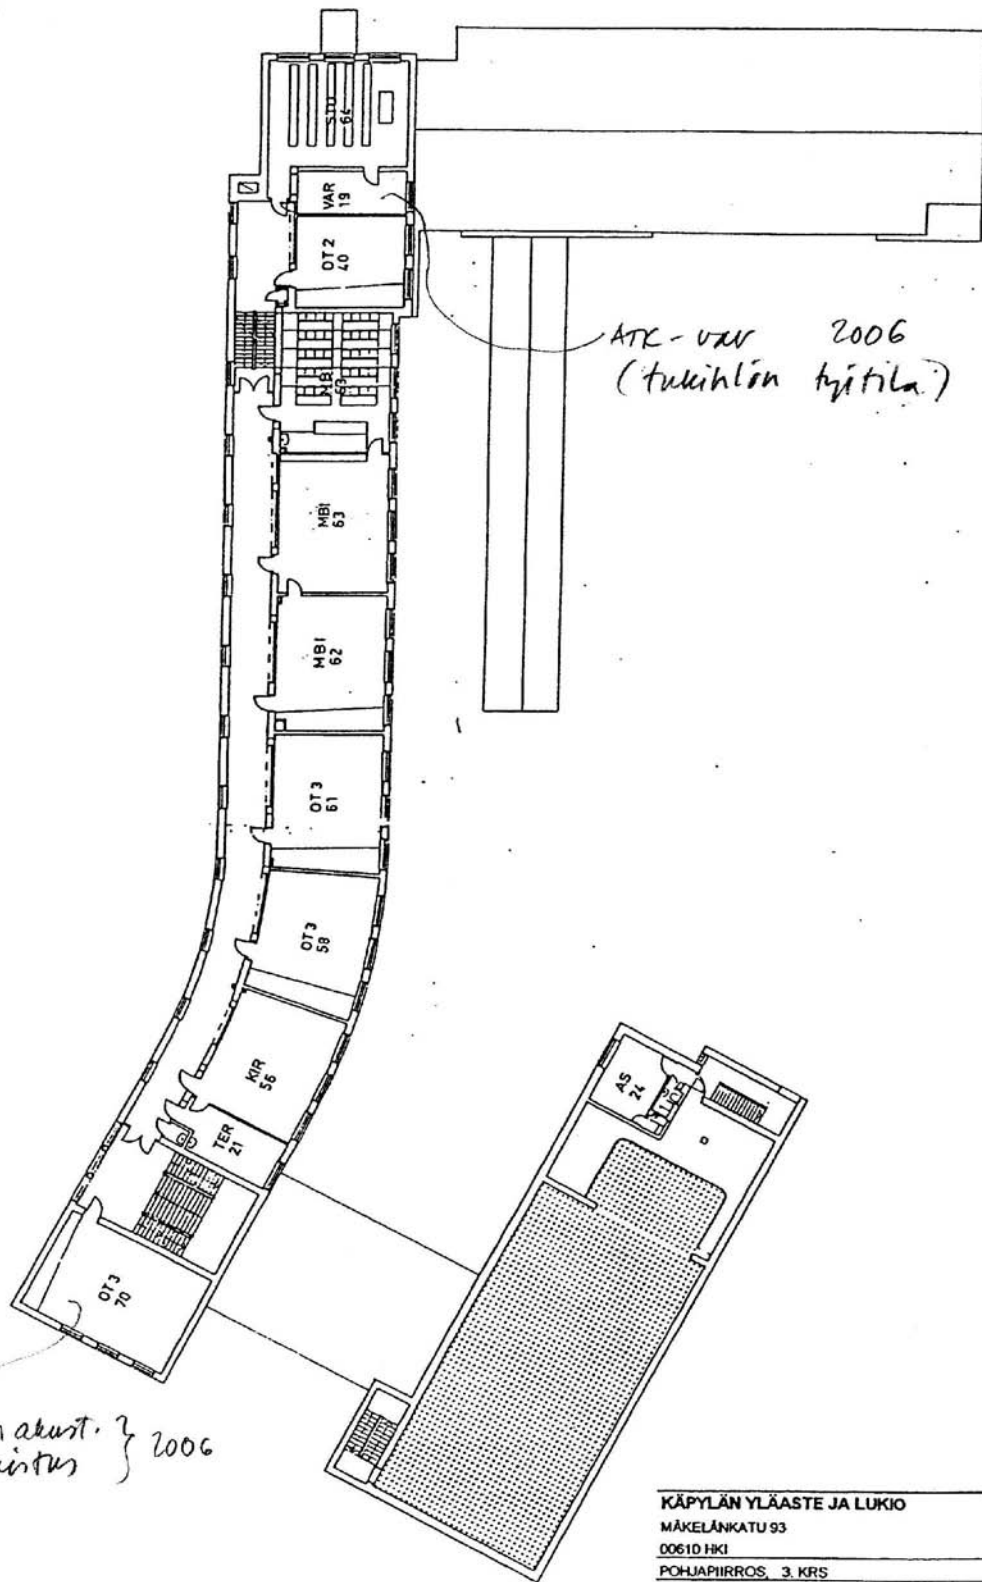 STU
64
VAR
19
OT2
40
ATK-var 2006
(tukihlön työtila)
MBI
63
MBI
63
MBI
62
OT3
61
OT3
58
KIR
56
TER
21
AS
24
OT3
70
akust. } 2006
KÄPYLÄN YLÄASTE JA LUKIO
MÄKELÄNKATU 93
00610 HKI
POHJAPIIRROS, 3. KRS